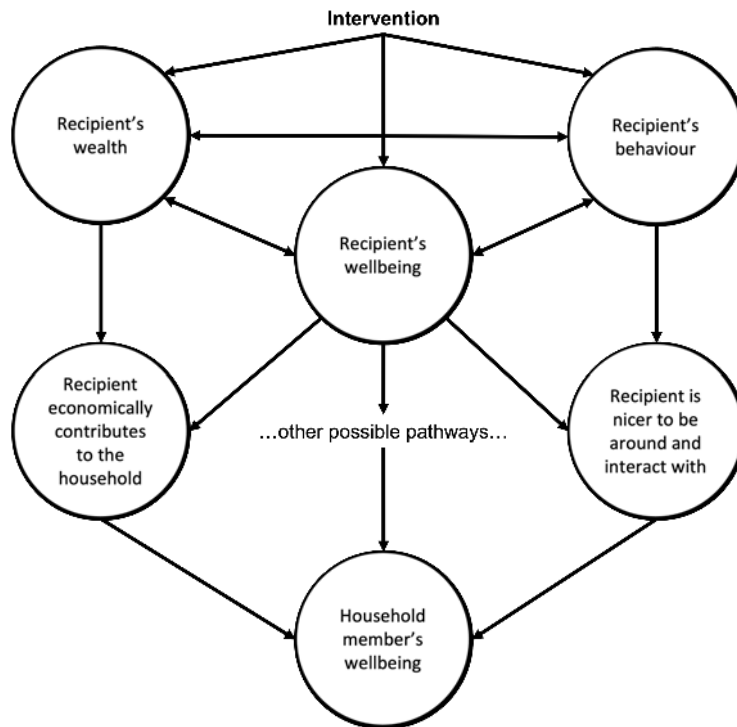 Intervention
Recipient's
wealth
Recipient's
behaviour
Recipient's
wellbeing
Recipient
economically
contributes
to the
household
...other possible pathways...
Recipient is
nicer to be
around and
interact with
Household
member's
wellbeing